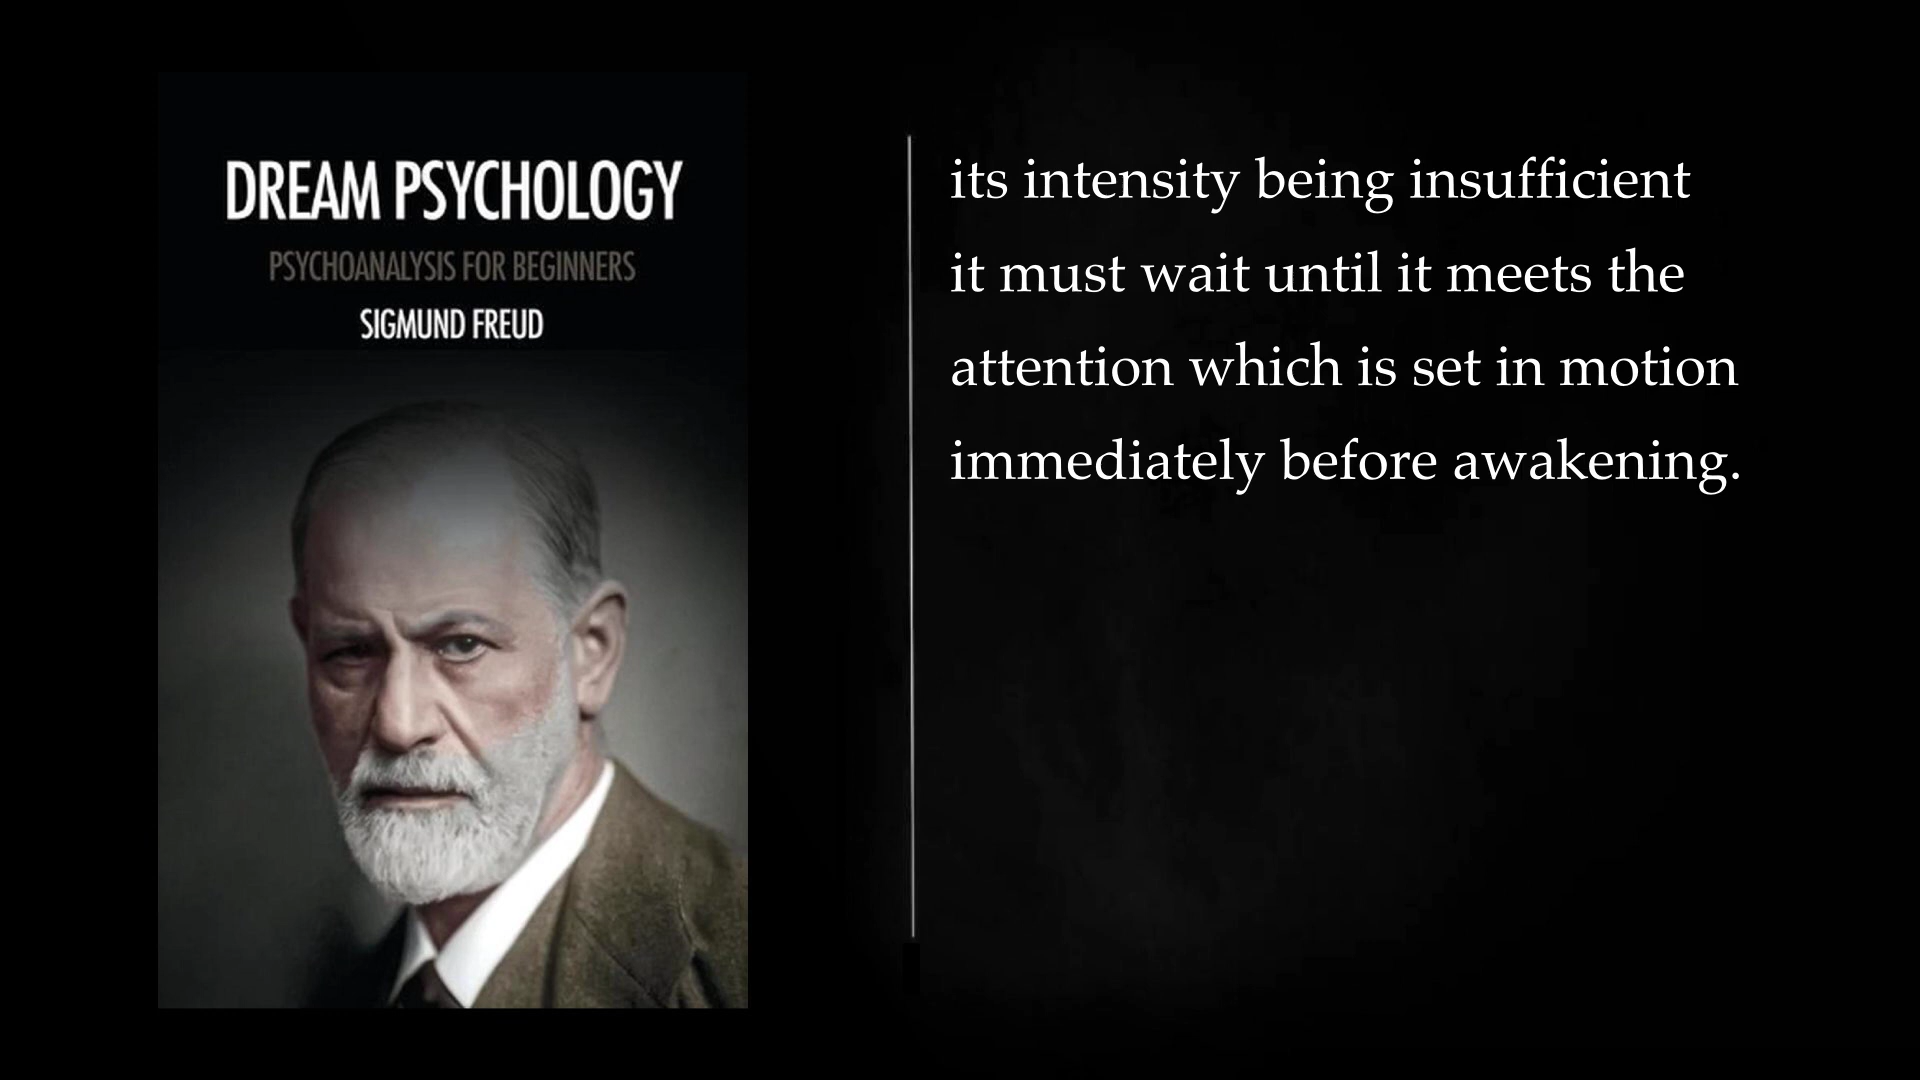 DREAM PSYCHOLOGY
PSYCHOANALYSIS FOR BEGINNERS
SIGMUND FREUD
its intensity being insufficient
it must wait until it meets the
attention which is set in motion
immediately before awakening.